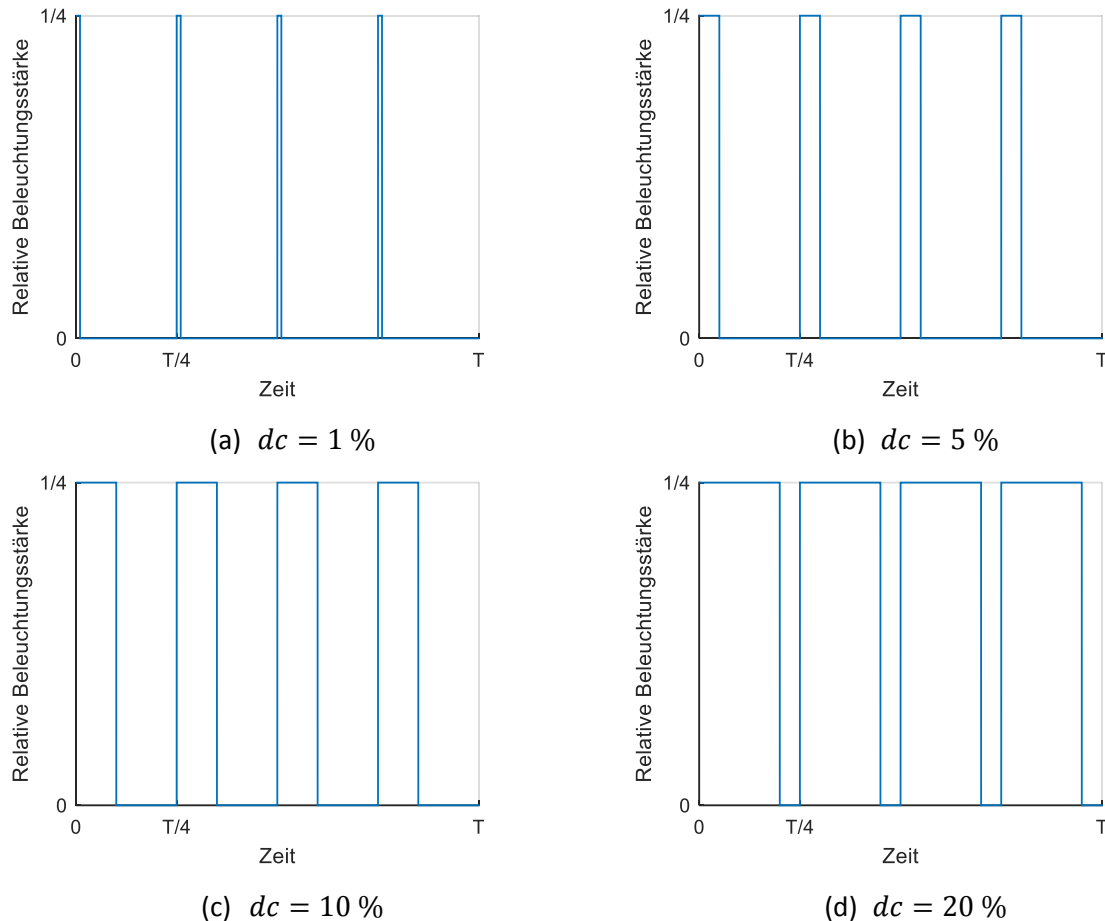 1/4
Relative Beleuchtungsstärke
0
0
T/4
T
Zeit
(a) dc = 1 %
1/4
Relative Beleuchtungsstärke
0
0
T/4
T
Zeit
(b) dc = 5 %
1/4
Relative Beleuchtungsstärke
0
0
T/4
T
Zeit
(c) dc = 10 %
1/4
Relative Beleuchtungsstärke
0
0
T/4
T
Zeit
(d) dc = 20 %